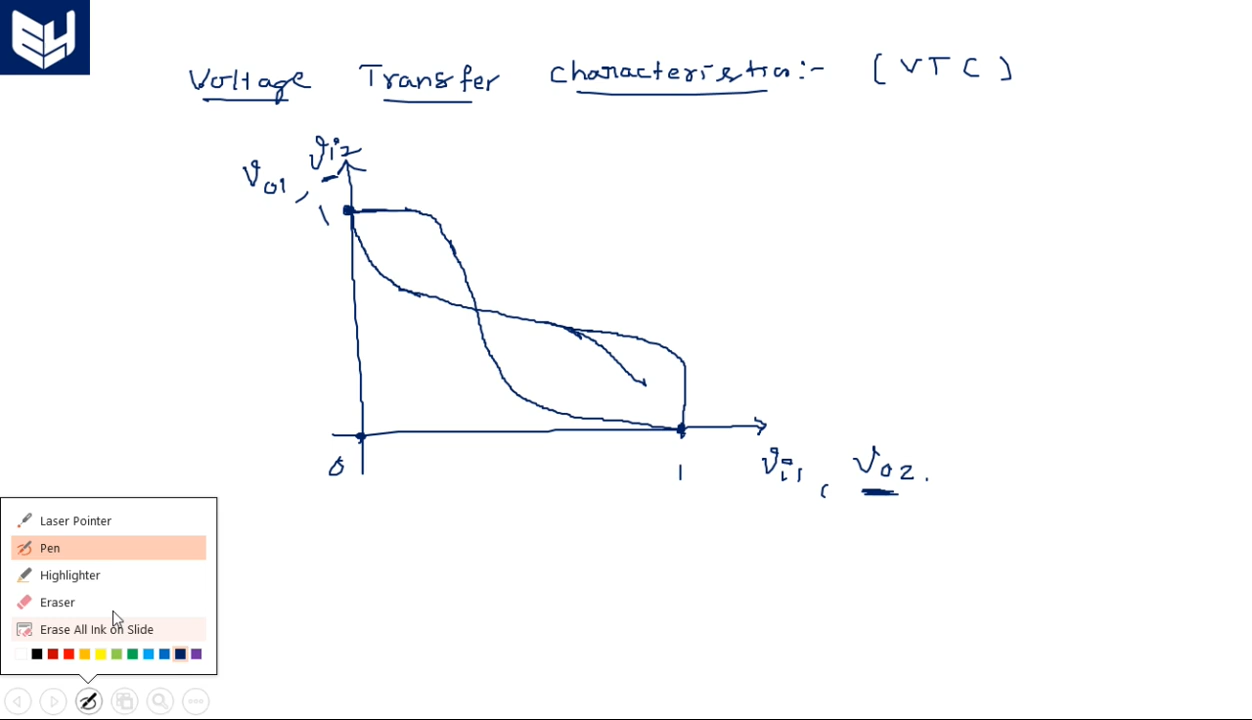 Voltage Transfer characteristics:- [VTC)
Vo1, Vi2
1
0
1
Vi1, Vo2.
Laser Pointer
Pen
Highlighter
Eraser
Erase All Ink on Slide